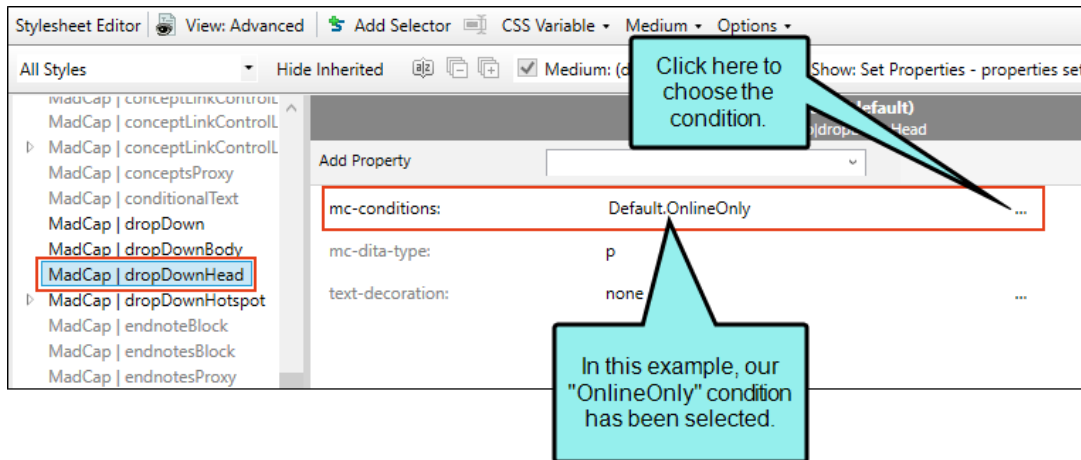 Stylesheet Editor View: Advanced Add Selector CSS Variable Medium Options
All Styles Hide Inherited Medium: (d Show: Set Properties - properties set
MadCap | conceptLinkControlL
MadCap | conceptLinkControlL
MadCap | conceptLinkControlL
MadCap | conceptsProxy
MadCap | conditionalText
MadCap | dropDown
MadCap | dropDownBody
MadCap | dropDownHead
MadCap | dropDownHotspot
MadCap | endnoteBlock
MadCap | endnotesBlock
MadCap | endnotesProxy
efault)
Head
Add Property
mc-conditions: Default.OnlineOnly ...
mc-dita-type: p
text-decoration: none ...
Click here to
choose the
condition.
In this example, our
"OnlineOnly" condition
has been selected.